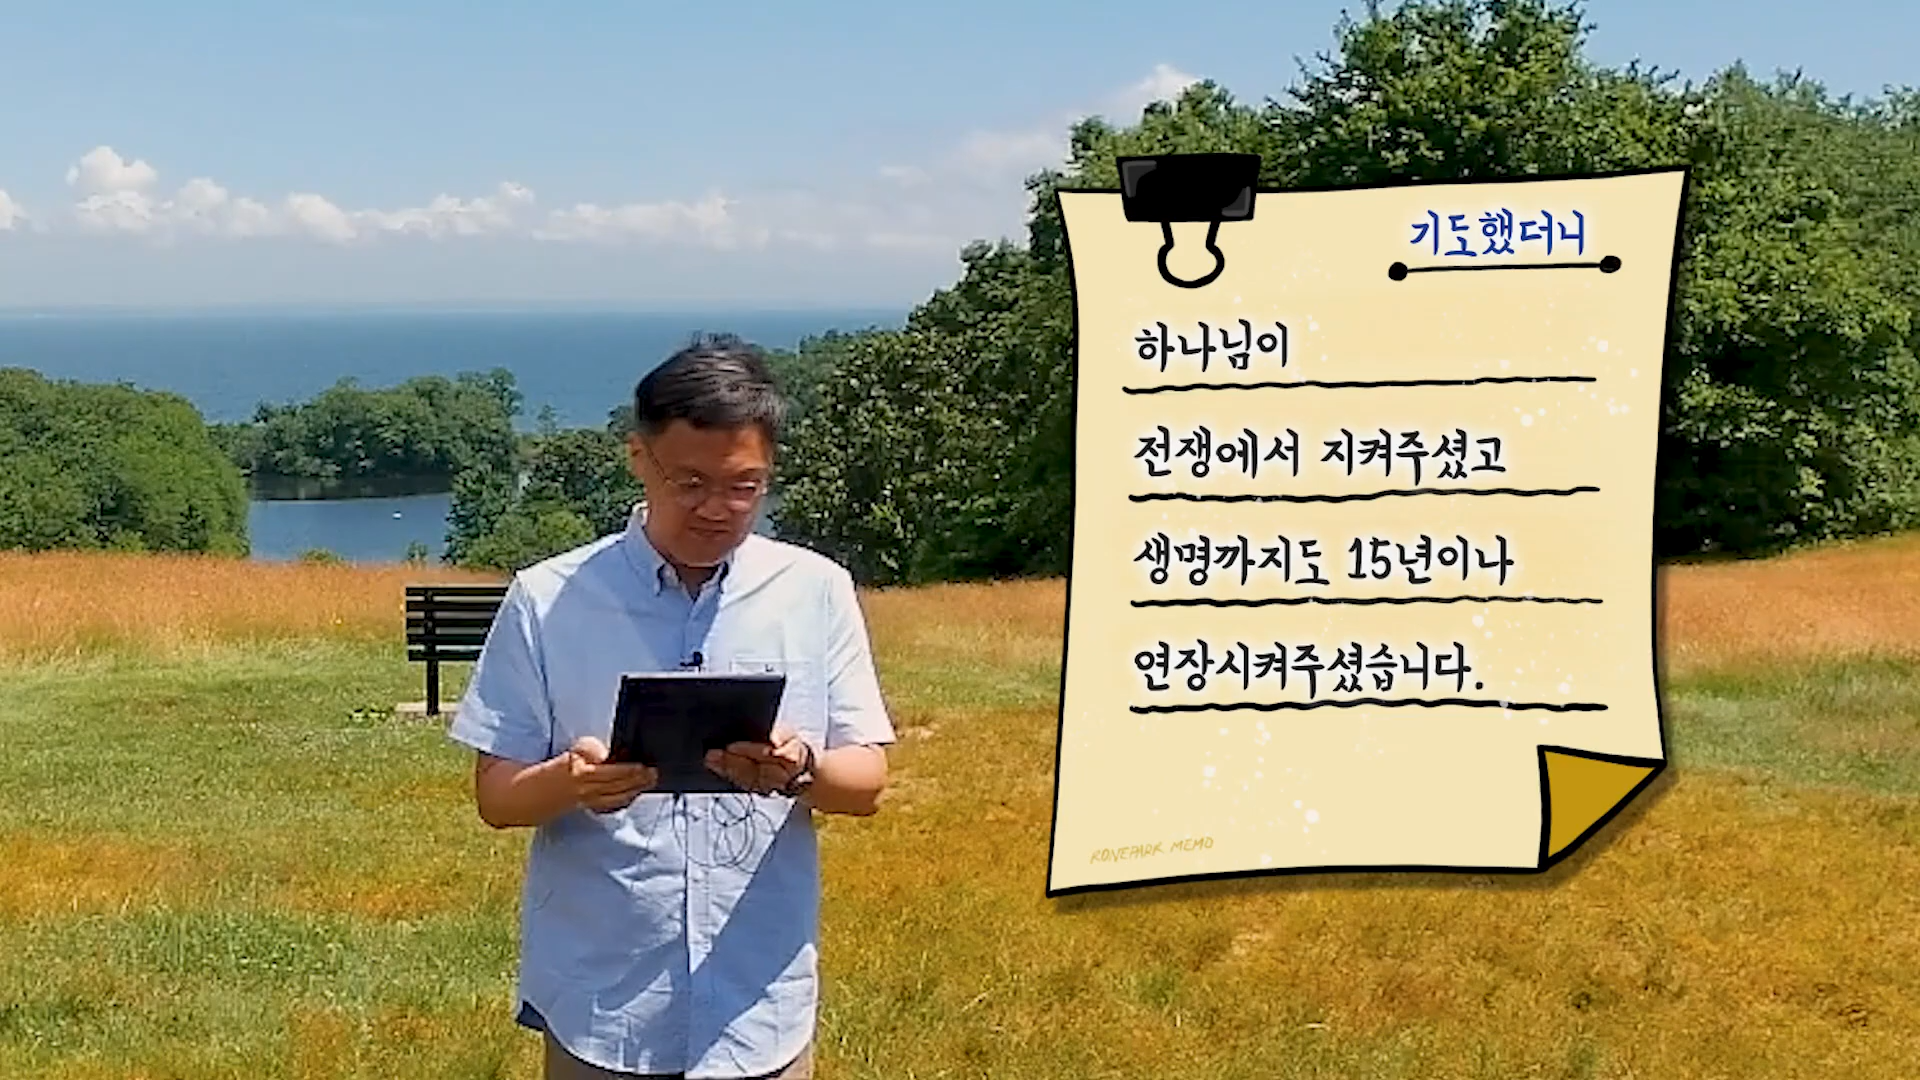 기도했더니
하나님이
전쟁에서 지켜주셨고
생명까지도 15년이나
연장시켜주셨습니다.
RONEPARK MEMO